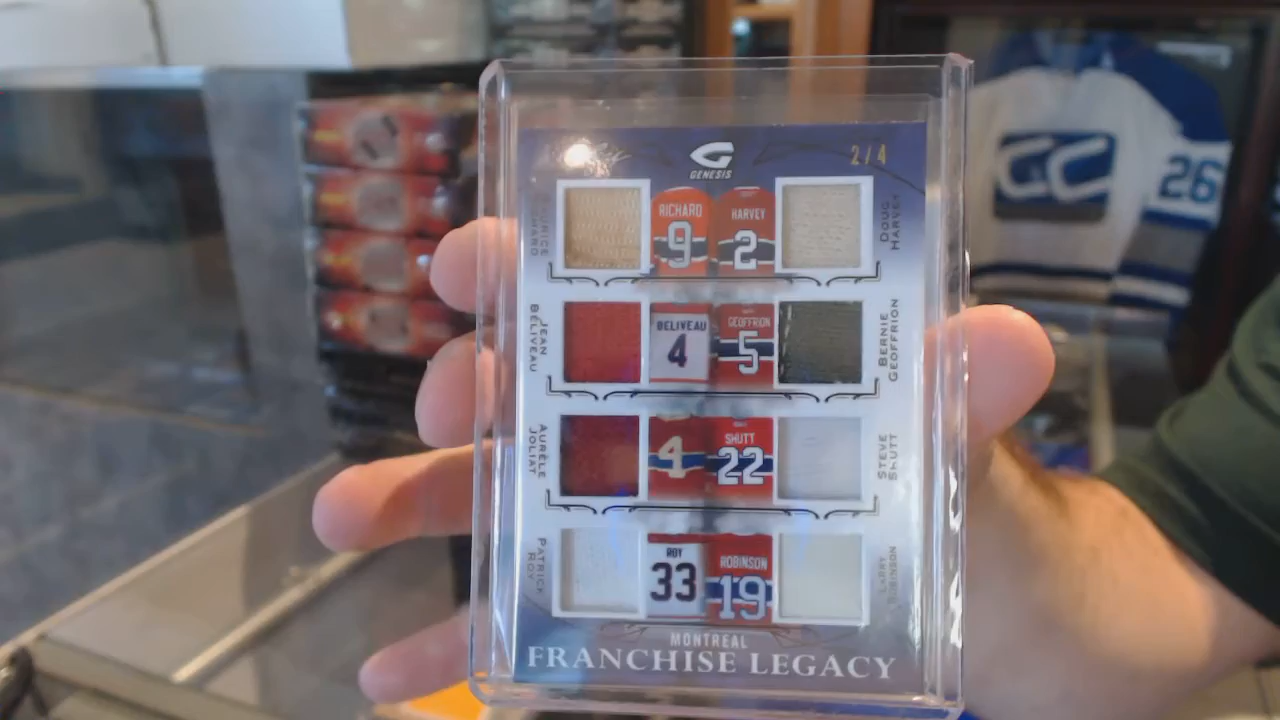 G
GENESIS
2/4
RICHARD
9
HARVEY
2
DOUG
HARVEY
JEAN
BÉLIVEAU
BELIVEAU
4
GEOFFRION
5
BERNIE
GEOFFRION
AURÈLE
JOLIAT
4
SHUTT
22
STEVE
SHUTT
PATRICK
ROY
ROY
33
ROBINSON
19
LARRY
ROBINSON
MONTREAL
FRANCHISE LEGACY
CC
26